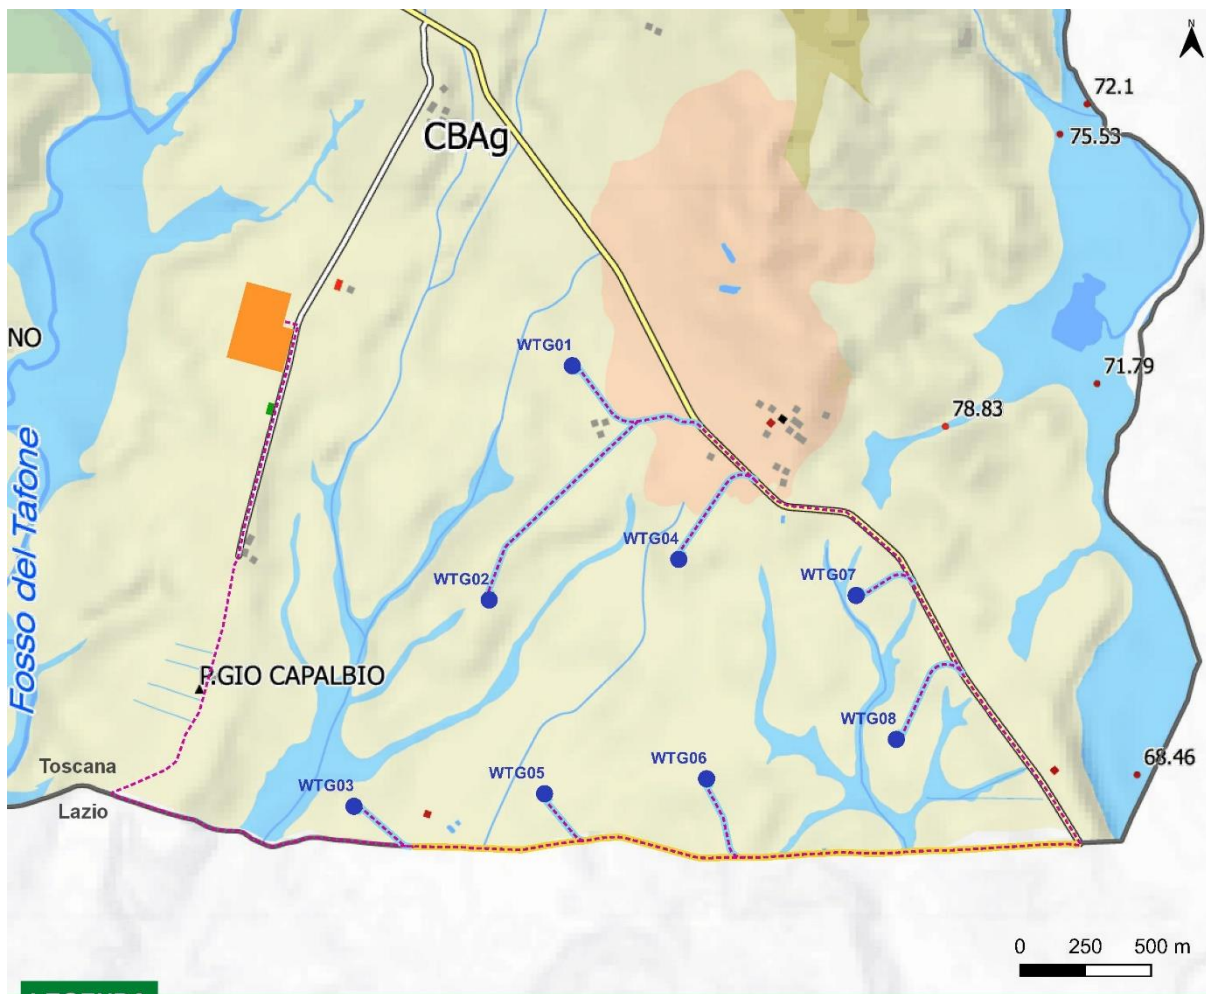 N
72.1
75.53
CBAg
NO
WTG01
71.79
78.83
Fosso del Tafone
WTG04
WTG02
WTG07
P.GIO CAPALBIO
WTG08
Toscana
WTG03
WTG05
WTG06
68.46
Lazio
0 250 500 m